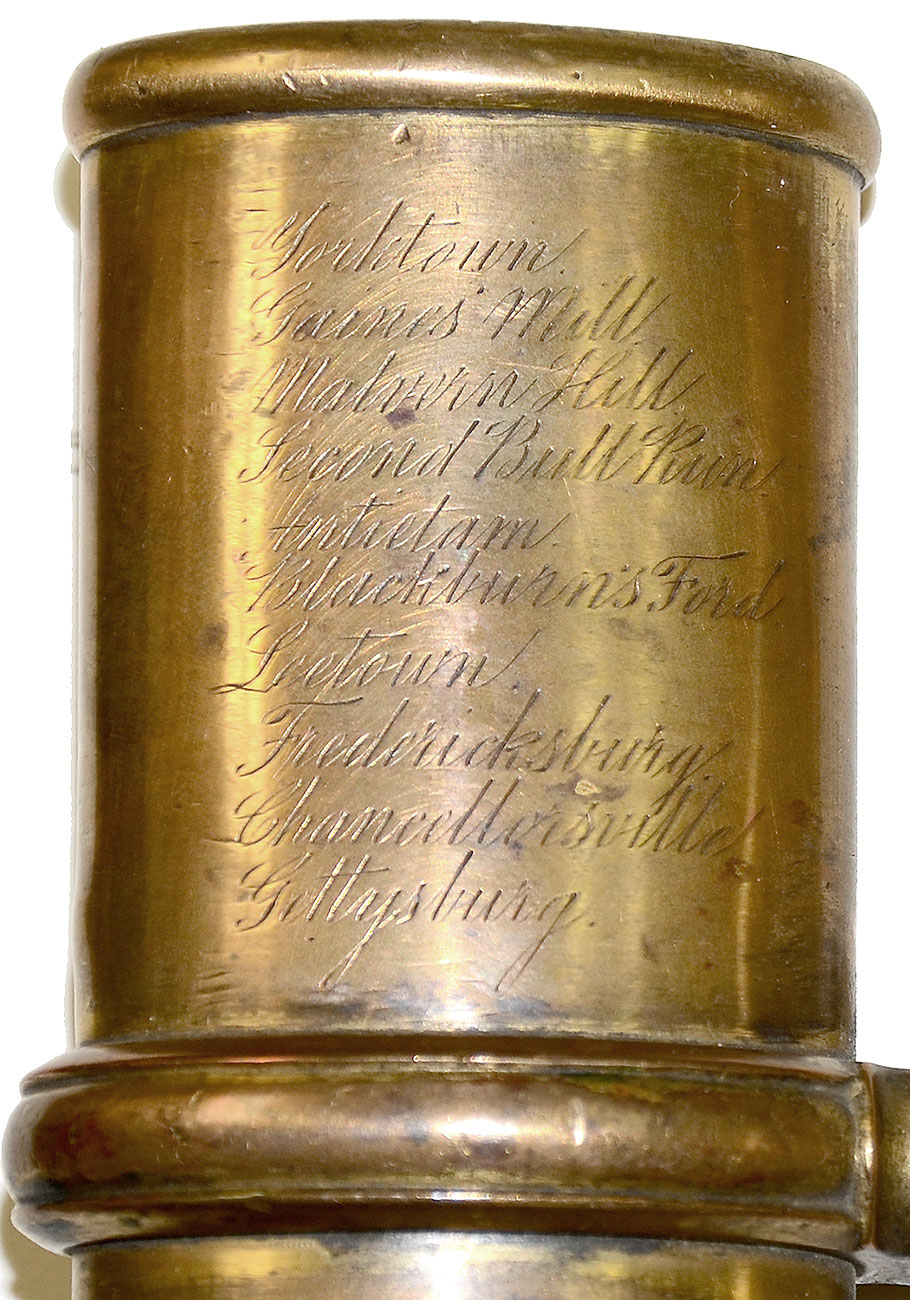 Yorktown.
Gaines' Mill.
Malvern Hill.
Second Bull Run.
Antietam.
Blackburn's Ford.
Leetown.
Fredericksburg.
Chancellorsville.
Gettysburg.